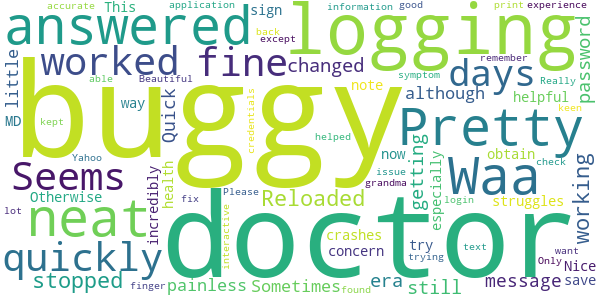 accurate application information good print experience
This sign back except
answered logging
worked fine changed remember
Beautiful able symptom Really
little days password
buggy
Quick note although helpful
MD way Pretty keen
credentials
kept helped
Yahoo now obtain
issue check
Seems Waa
incredibly getting especially working
health grandma login
Otherwise Please struggles
lot fix Reloaded
neat doctor
interactive crashes try text want
quickly concern trying Only
finger Nice
stopped painless Sometimes era still message save
found